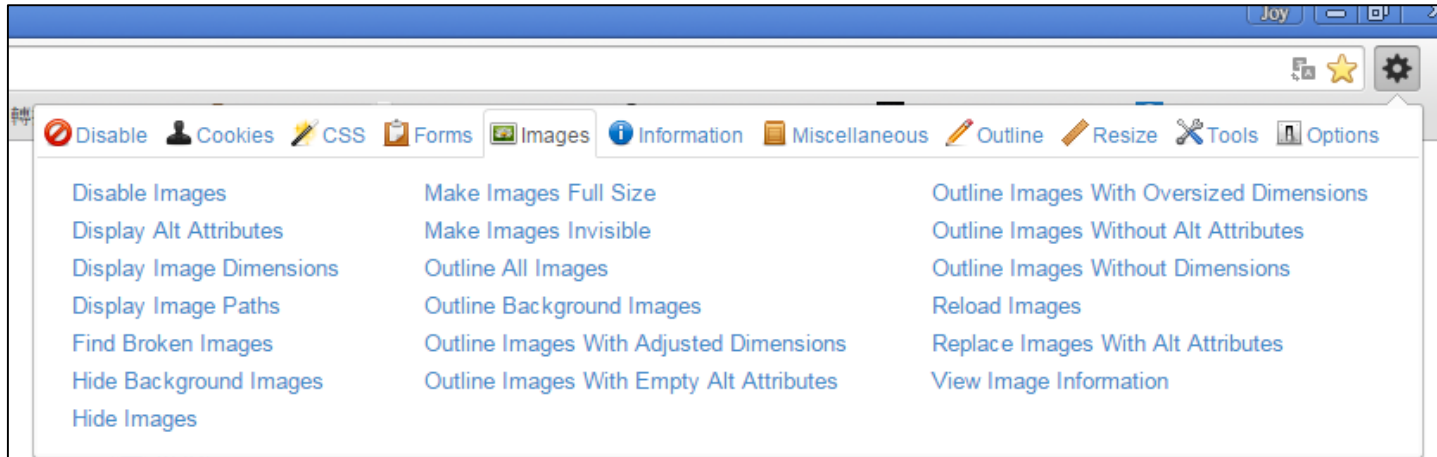 Joy
轉
Disable Cookies CSS Forms Images Information Miscellaneous Outline Resize Tools Options
Disable Images
Display Alt Attributes
Display Image Dimensions
Display Image Paths
Find Broken Images
Hide Background Images
Hide Images
Make Images Full Size
Make Images Invisible
Outline All Images
Outline Background Images
Outline Images With Adjusted Dimensions
Outline Images With Empty Alt Attributes
Outline Images With Oversized Dimensions
Outline Images Without Alt Attributes
Outline Images Without Dimensions
Reload Images
Replace Images With Alt Attributes
View Image Information